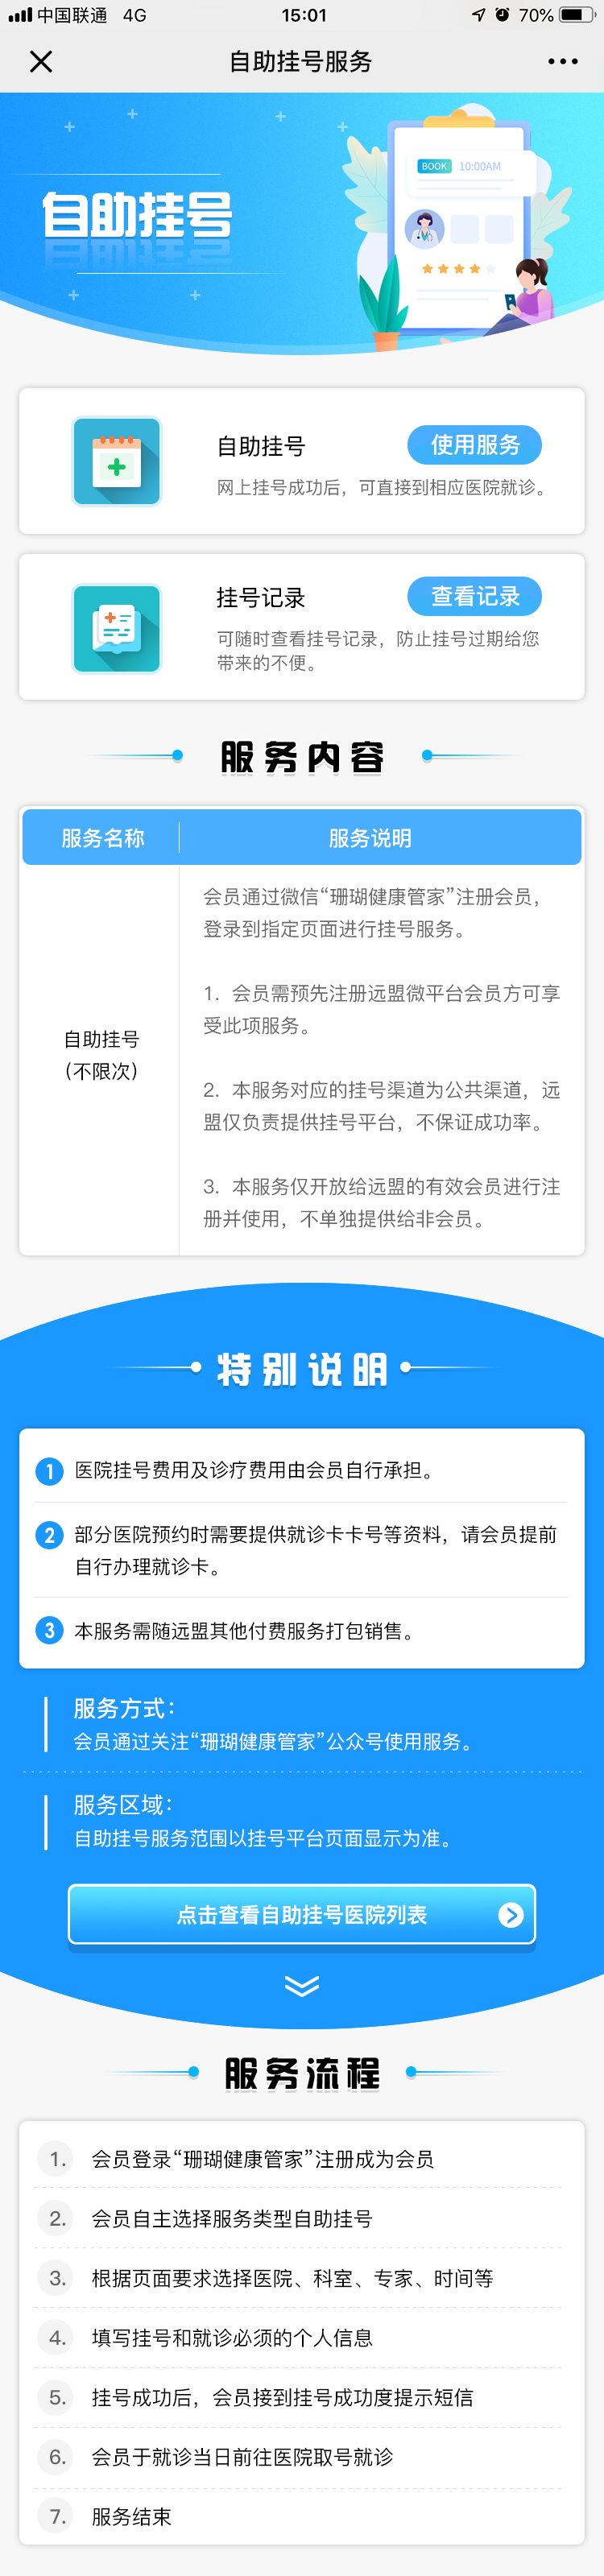 中国联通 4G 15:01 70%
自助挂号服务
BOOK 10:00AM
自助挂号
自助挂号 使用服务
网上挂号成功后，可直接到相应医院就诊。
挂号记录 查看记录
可随时查看挂号记录，防止挂号过期给您
带来的不便。
服务内容
服务名称 服务说明
会员通过微信“珊瑚健康管家”注册会员，
登录到指定页面进行挂号服务。
1. 会员需预先注册远盟微平台会员方可享
受此项服务。
自助挂号
（不限次）
2. 本服务对应的挂号渠道为公共渠道，远
盟仅负责提供挂号平台，不保证成功率。
3. 本服务仅开放给远盟的有效会员进行注
册并使用，不单独提供给非会员。
特别说明
1 医院挂号费用及诊疗费用由会员自行承担。
2 部分医院预约时需要提供就诊卡卡号等资料，请会员提前
自行办理就诊卡。
3 本服务需随远盟其他付费服务打包销售。
服务方式：
会员通过关注“珊瑚健康管家”公众号使用服务。
服务区域：
自助挂号服务范围以挂号平台页面显示为准。
点击查看自助挂号医院列表
服务流程
1. 会员登录“珊瑚健康管家”注册成为会员
2. 会员自主选择服务类型自助挂号
3. 根据页面要求选择医院、科室、专家、时间等
4. 填写挂号和就诊必须的个人信息
5. 挂号成功后，会员接到挂号成功度提示短信
6. 会员于就诊当日前往医院取号就诊
7. 服务结束